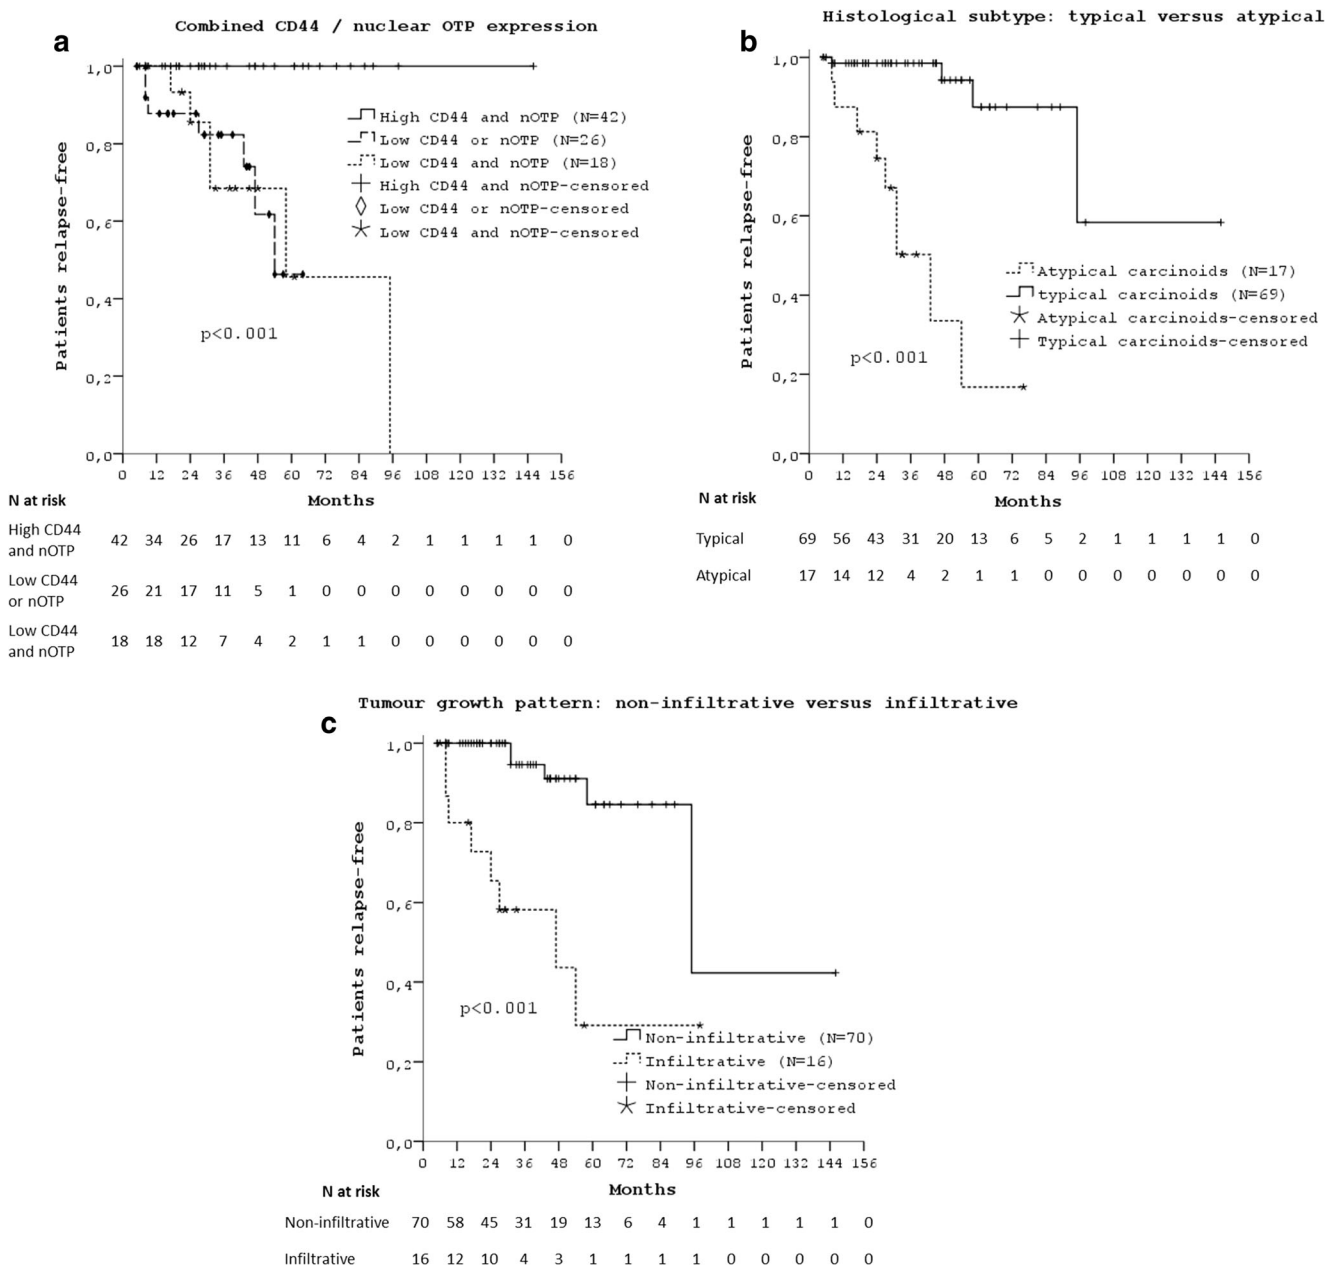 a
Combined CD44 / nuclear OTP expression
Patients relapse-free
1,0
0,8
0,6
0,4
0,2
0,0
High CD44 and nOTP (N=42)
Low CD44 or nOTP (N=26)
Low CD44 and nOTP (N=18)
High CD44 and nOTP-censored
Low CD44 or nOTP-censored
Low CD44 and nOTP-censored
p<0.001
0 12 24 36 48 60 72 84 96 108 120 132 144 156
Months
N at risk
High CD44
and nOTP 42 34 26 17 13 11 6 4 2 1 1 1 1 0
Low CD44
or nOTP 26 21 17 11 5 1 0 0 0 0 0 0 0 0
Low CD44
and nOTP 18 18 12 7 4 2 1 1 0 0 0 0 0 0
b
Histological subtype: typical versus atypical
Patients relapse-free
1,0
0,8
0,6
0,4
0,2
0,0
Atypical carcinoids (N=17)
typical carcinoids (N=69)
Atypical carcinoids-censored
Typical carcinoids-censored
p<0.001
0 12 24 36 48 60 72 84 96 108 120 132 144 156
Months
N at risk
Typical 69 56 43 31 20 13 6 5 2 1 1 1 1 0
Atypical 17 14 12 4 2 1 1 0 0 0 0 0 0 0
c
Tumour growth pattern: non-infiltrative versus infiltrative
Patients relapse-free
1,0
0,8
0,6
0,4
0,2
0,0
p<0.001
Non-infiltrative (N=70)
Infiltrative (N=16)
Non-infiltrative-censored
Infiltrative-censored
0 12 24 36 48 60 72 84 96 108 120 132 144 156
Months
N at risk
Non-infiltrative 70 58 45 31 19 13 6 4 1 1 1 1 1 0
Infiltrative 16 12 10 4 3 1 1 1 1 0 0 0 0 0